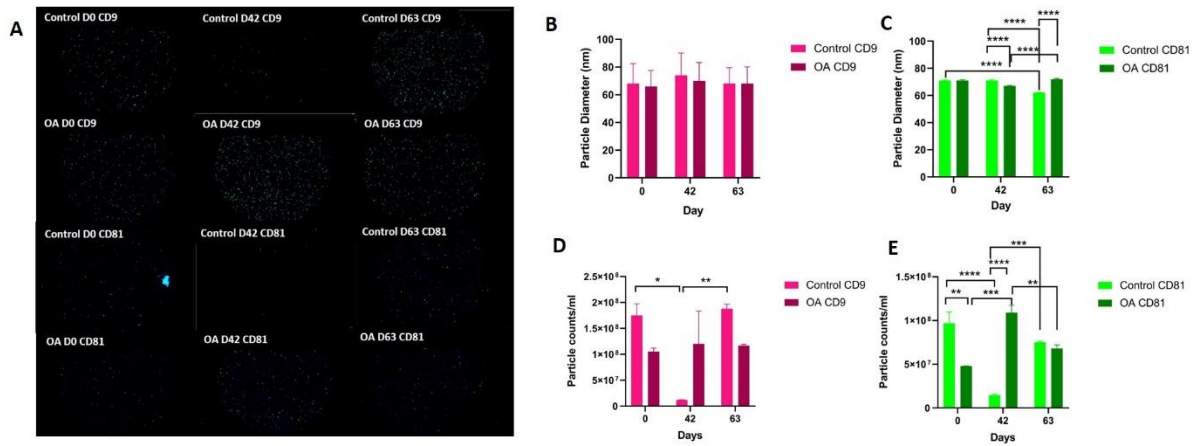 A
Control D0 CD9
Control D42 CD9
Control D63 CD9
OA D0 CD9
OA D42 CD9
OA D63 CD9
Control D0 CD81
Control D42 CD81
Control D63 CD81
OA D0 CD81
OA D42 CD81
OA D63 CD81
B
Particle Diameter (nm)
100
80
60
40
20
0
0 42 63
Day
Control CD9
OA CD9
C
Particle Diameter (nm)
100
80
60
40
20
0
**** **** **** **** ****
0 42 63
Day
Control CD81
OA CD81
D
Particle counts/ml
2.5×10⁸
2×10⁸
1.5×10⁸
1×10⁸
5×10⁷
0
* **
0 42 63
Days
Control CD9
OA CD9
E
Particle counts/ml
1.5×10⁸
1×10⁸
5×10⁷
0
***
****
****
** *** **
0 42 63
Days
Control CD81
OA CD81